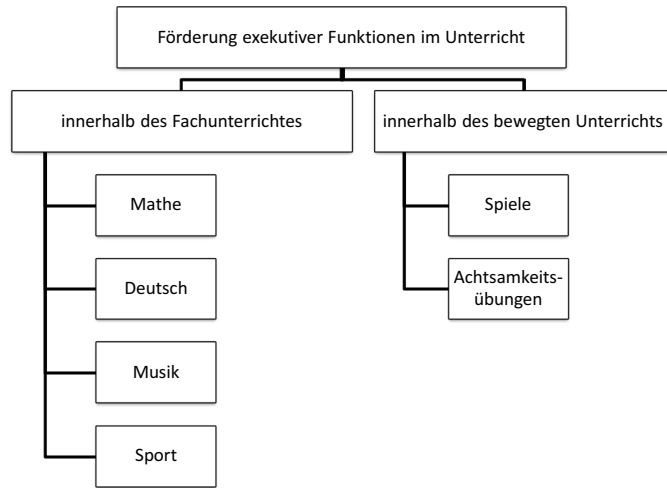 Förderung exekutiver Funktionen im Unterricht
innerhalb des Fachunterrichtes
Mathe
Deutsch
Musik
Sport
innerhalb des bewegten Unterrichts
Spiele
Achtsamkeits-
übungen